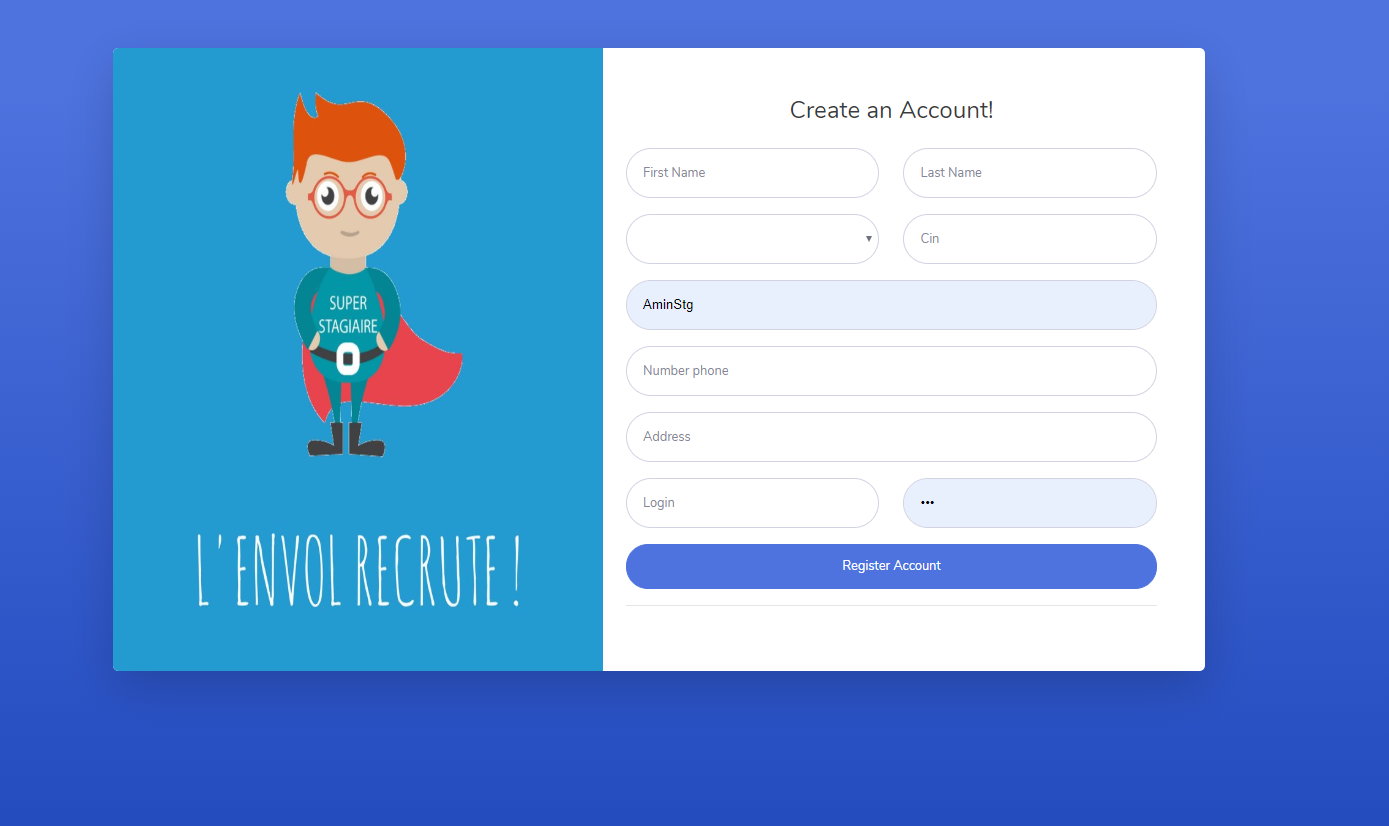 SUPER
STAGIAIRE
L'ENVOL RECRUTE !
Create an Account!
First Name
Last Name
Cin
AminStg
Number phone
Address
Login
•••
Register Account